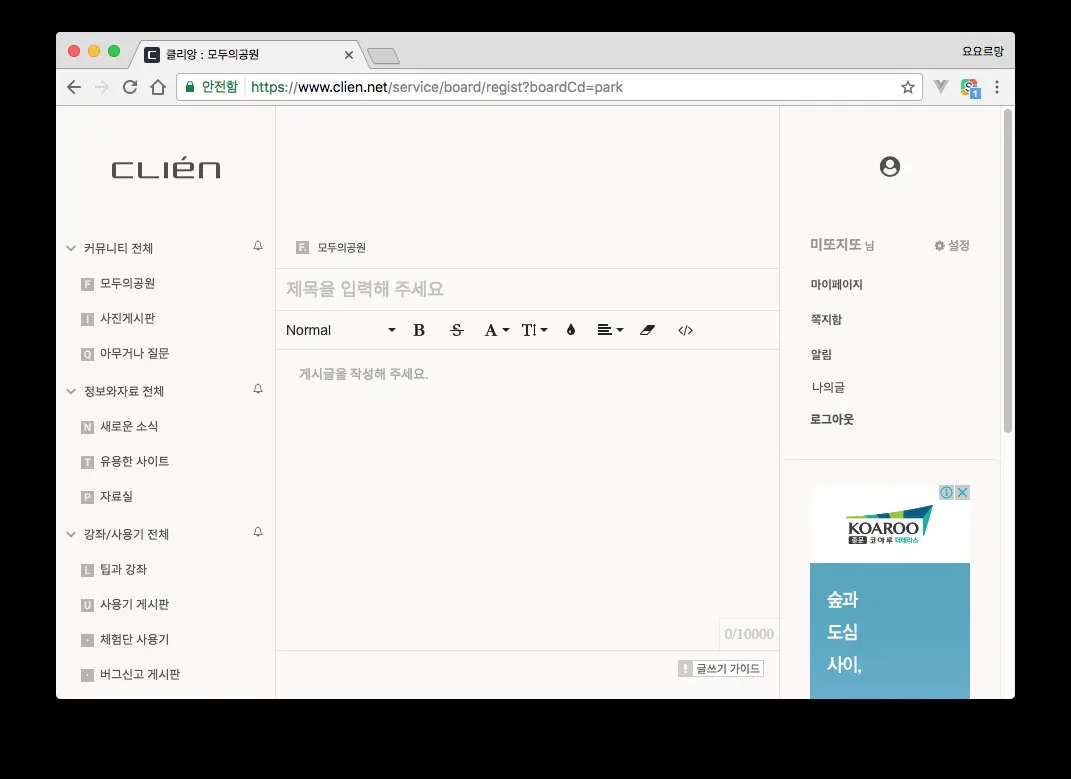 클리앙 : 모두의공원
요요르망
안전함 https://www.clien.net/service/board/regist?boardCd=park
1
CLIÉN
커뮤니티 전체
F 모두의공원
I 사진게시판
Q 아무거나 질문
정보와자료 전체
N 새로운 소식
T 유용한 사이트
P 자료실
강좌/사용기 전체
L 팁과 강좌
U 사용기 게시판
· 체험단 사용기
· 버그신고 게시판
F. 모두의공원
제목을 입력해 주세요
Normal B S A TI </>
게시글을 작성해 주세요.
0/10000
! 글쓰기 가이드
미또지또 님 설정
마이페이지
쪽지함
알림
나의글
로그아웃
KOAROO
중문 코아루 더테라스
숲과
도심
사이,